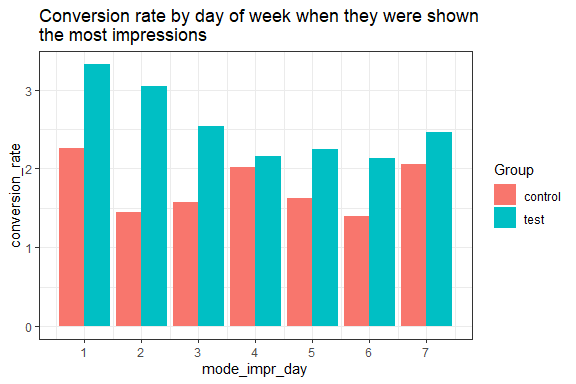 Conversion rate by day of week when they were shown
the most impressions
3
2
1
0
conversion_rate
1 2 3 4 5 6 7
mode_impr_day
Group
control
test